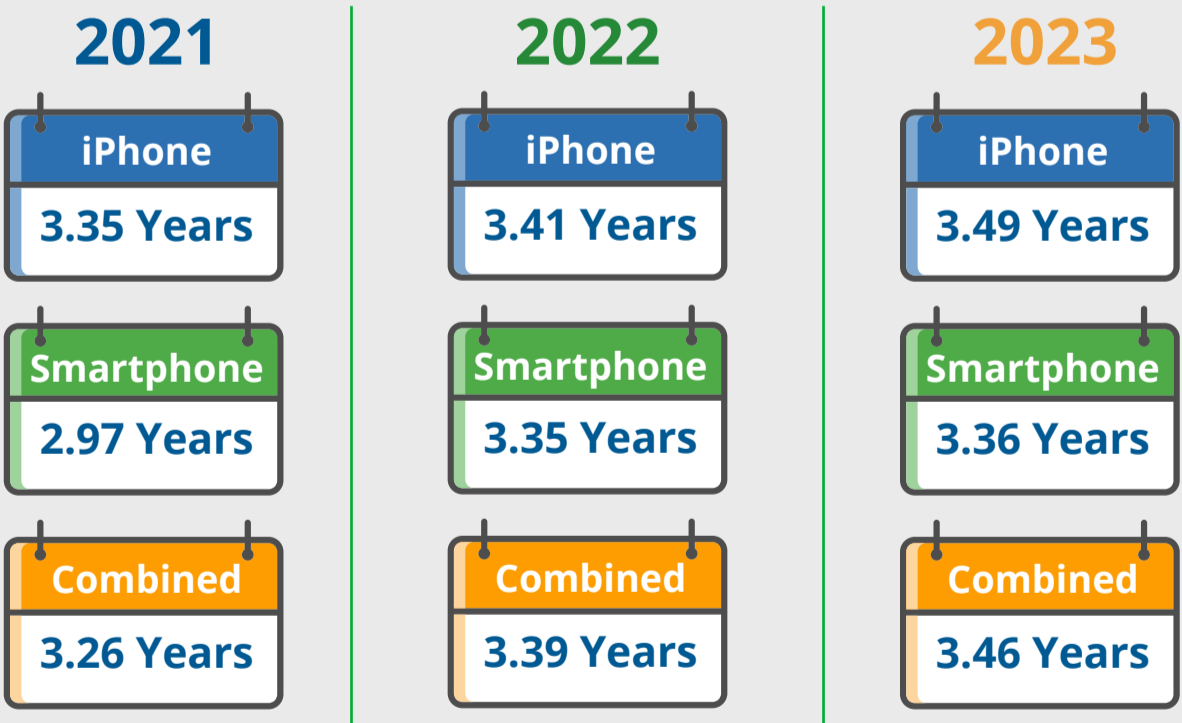 2021
iPhone
3.35 Years
Smartphone
2.97 Years
Combined
3.26 Years
2022
iPhone
3.41 Years
Smartphone
3.35 Years
Combined
3.39 Years
2023
iPhone
3.49 Years
Smartphone
3.36 Years
Combined
3.46 Years